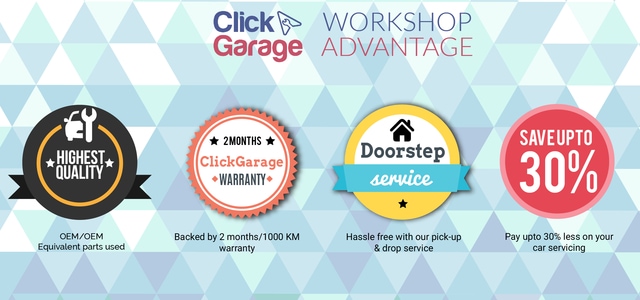 Click
Garage
WORKSHOP
ADVANTAGE
HIGHEST
QUALITY
OEM/OEM
Equivalent parts used
2 MONTHS
ClickGarage
WARRANTY
Backed by 2 months/1000 KM
warranty
Doorstep
service
Hassle free with our pick-up
& drop service
SAVE UPTO
30%
Pay upto 30% less on your
car servicing